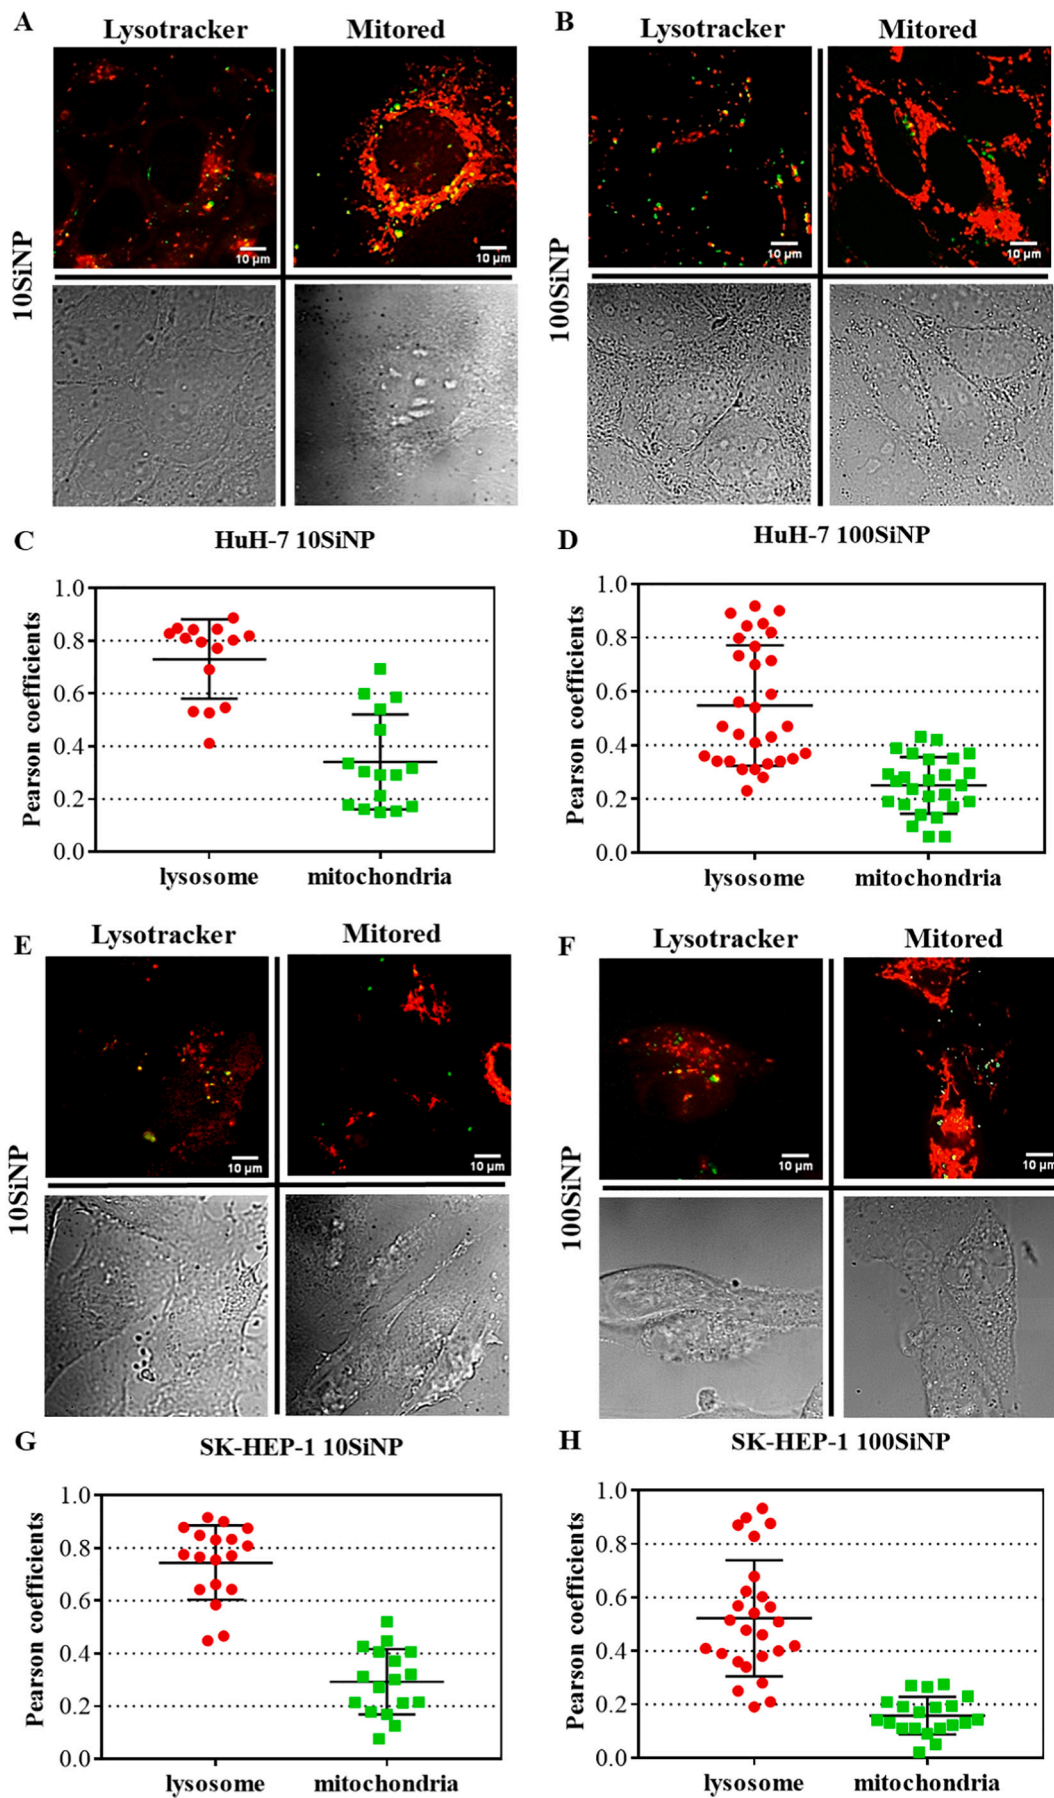 A
Lysotracker
Mitored
10 µm
10 µm
10SiNP
B
Lysotracker
Mitored
10 µm
10 µm
100SiNP
C
HuH-7 10SiNP
Pearson coefficients
1.0
0.8
0.6
0.4
0.2
0.0
lysosome
mitochondria
D
HuH-7 100SiNP
Pearson coefficients
1.0
0.8
0.6
0.4
0.2
0.0
lysosome
mitochondria
E
Lysotracker
Mitored
10 µm
10 µm
10SiNP
F
Lysotracker
Mitored
10 µm
10 µm
100SiNP
G
SK-HEP-1 10SiNP
Pearson coefficients
1.0
0.8
0.6
0.4
0.2
0.0
lysosome
mitochondria
H
SK-HEP-1 100SiNP
Pearson coefficients
1.0
0.8
0.6
0.4
0.2
0.0
lysosome
mitochondria